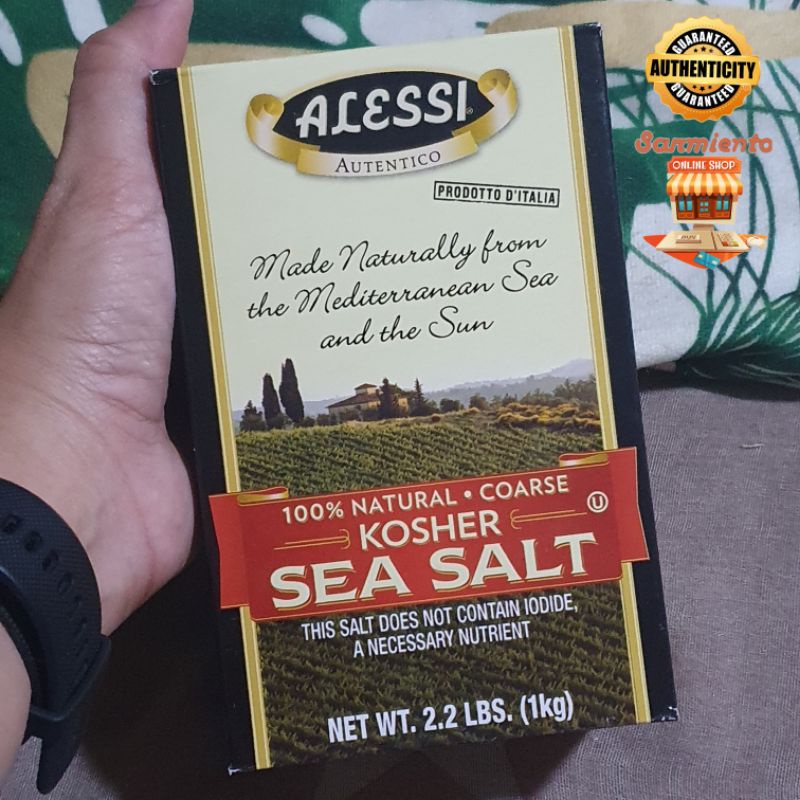 ALESSI®
AUTENTICO
PRODOTTO D'ITALIA
Made Naturally from
the Mediterranean Sea
and the Sun
100% NATURAL • COARSE
KOSHER
SEA SALT
U
THIS SALT DOES NOT CONTAIN IODIDE,
A NECESSARY NUTRIENT
NET WT. 2.2 LBS. (1kg)
GUARANTEED
AUTHENTICITY
GUARANTEED
Sarmiento
ONLINE SHOP